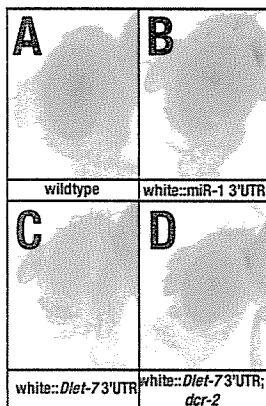 A
B
wildtype
white::miR-1 3'UTR
C
D
white::Dlet-7 3'UTR
white::Dlet-7 3'UTR;
dcr-2